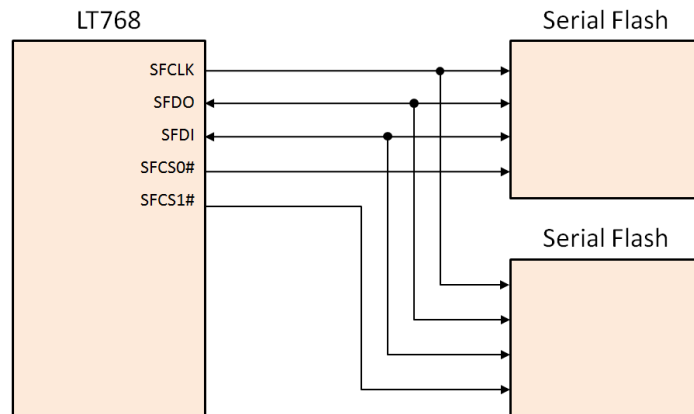 LT768
Serial Flash
SFCLK
SFDO
SFDI
SFCS0#
SFCS1#
Serial Flash